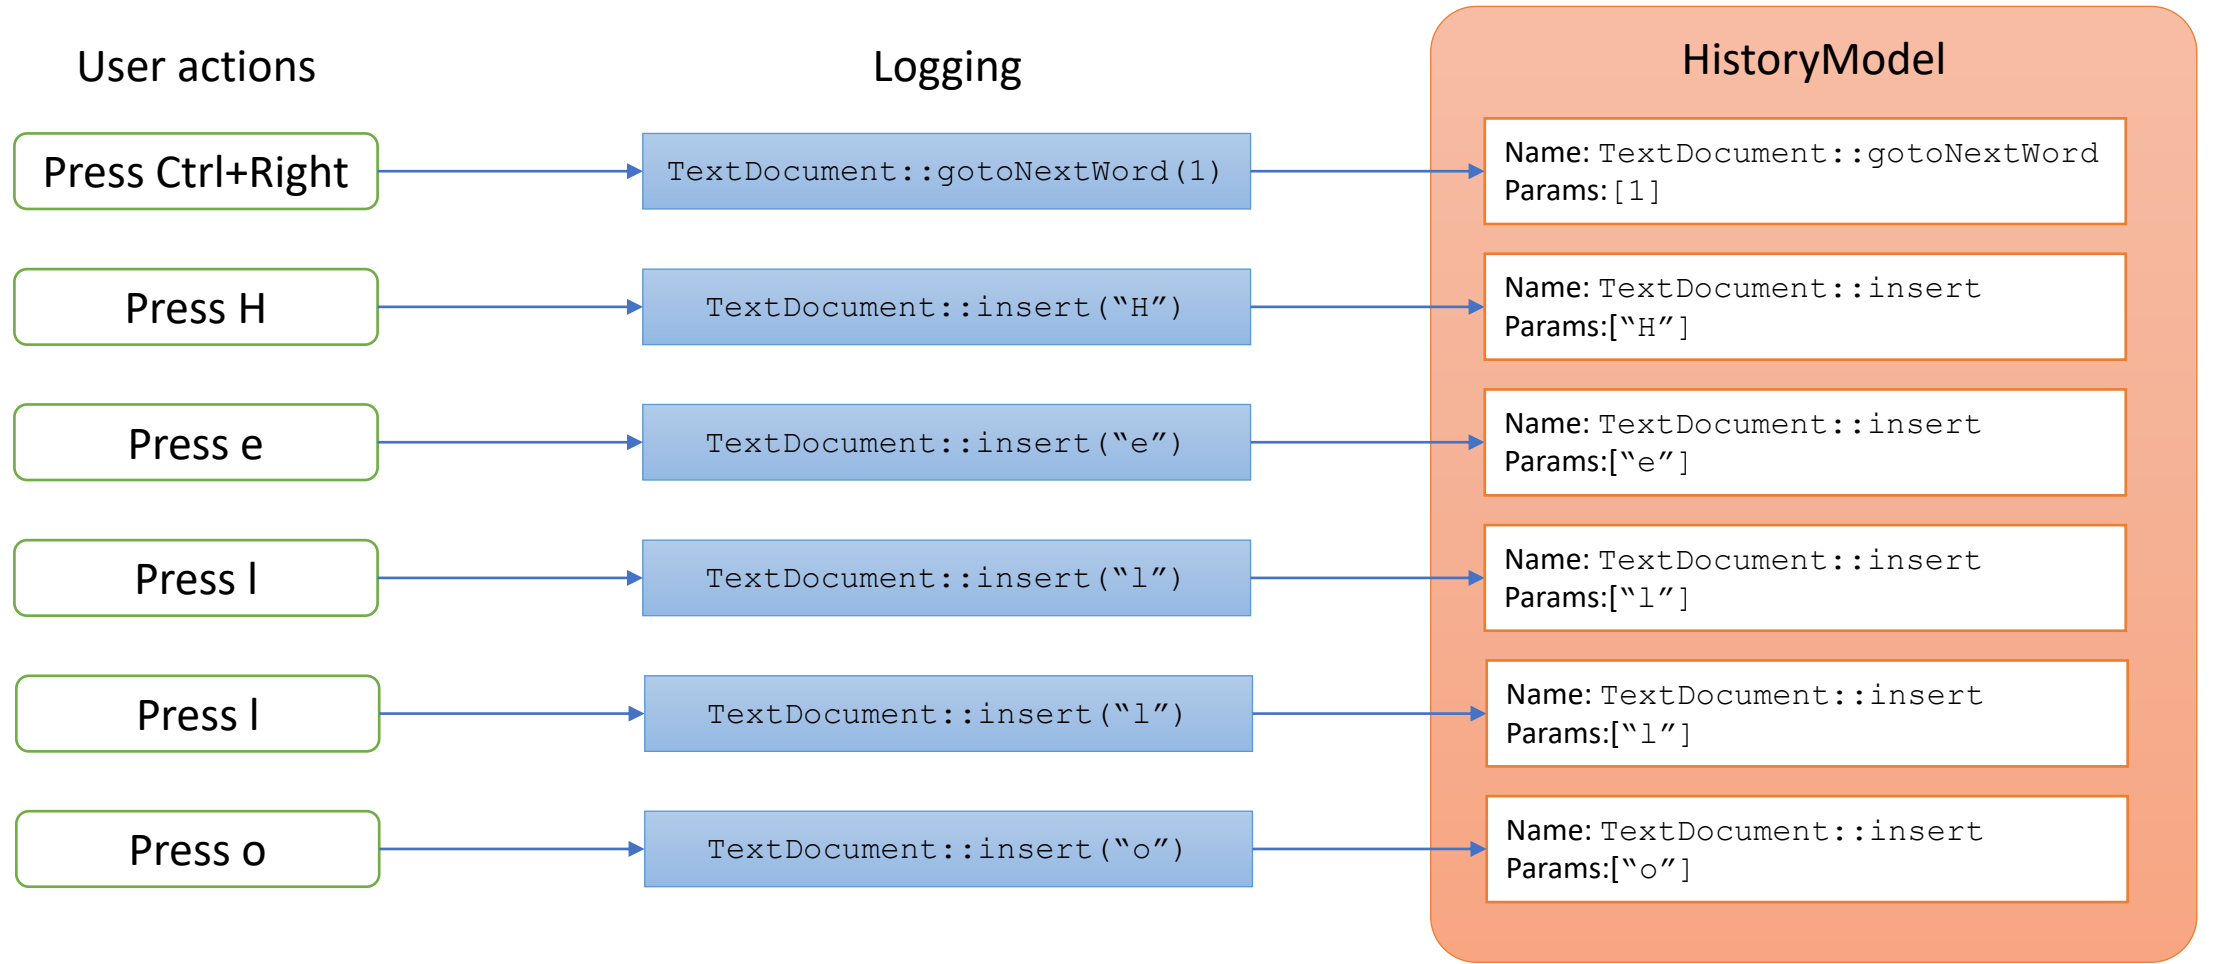 User actions
Logging
HistoryModel
Press Ctrl+Right
TextDocument::gotoNextWord(1)
Name: TextDocument::gotoNextWord
Params: [1]
Press H
TextDocument::insert(“H”)
Name: TextDocument::insert
Params:[“H”]
Press e
TextDocument::insert(“e”)
Name: TextDocument::insert
Params:[“e”]
Press l
TextDocument::insert(“l”)
Name: TextDocument::insert
Params:[“l”]
Press l
TextDocument::insert(“l”)
Name: TextDocument::insert
Params:[“l”]
Press o
TextDocument::insert(“o”)
Name: TextDocument::insert
Params:[“o”]